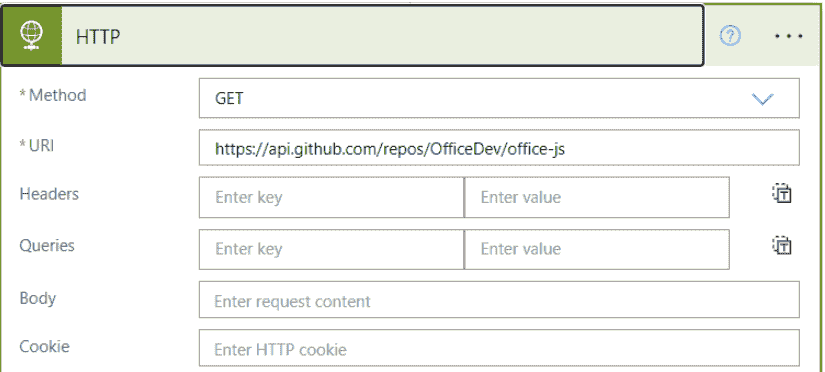 HTTP
* Method GET
* URI https://api.github.com/repos/OfficeDev/office-js
Headers Enter key Enter value
Queries Enter key Enter value
Body Enter request content
Cookie Enter HTTP cookie